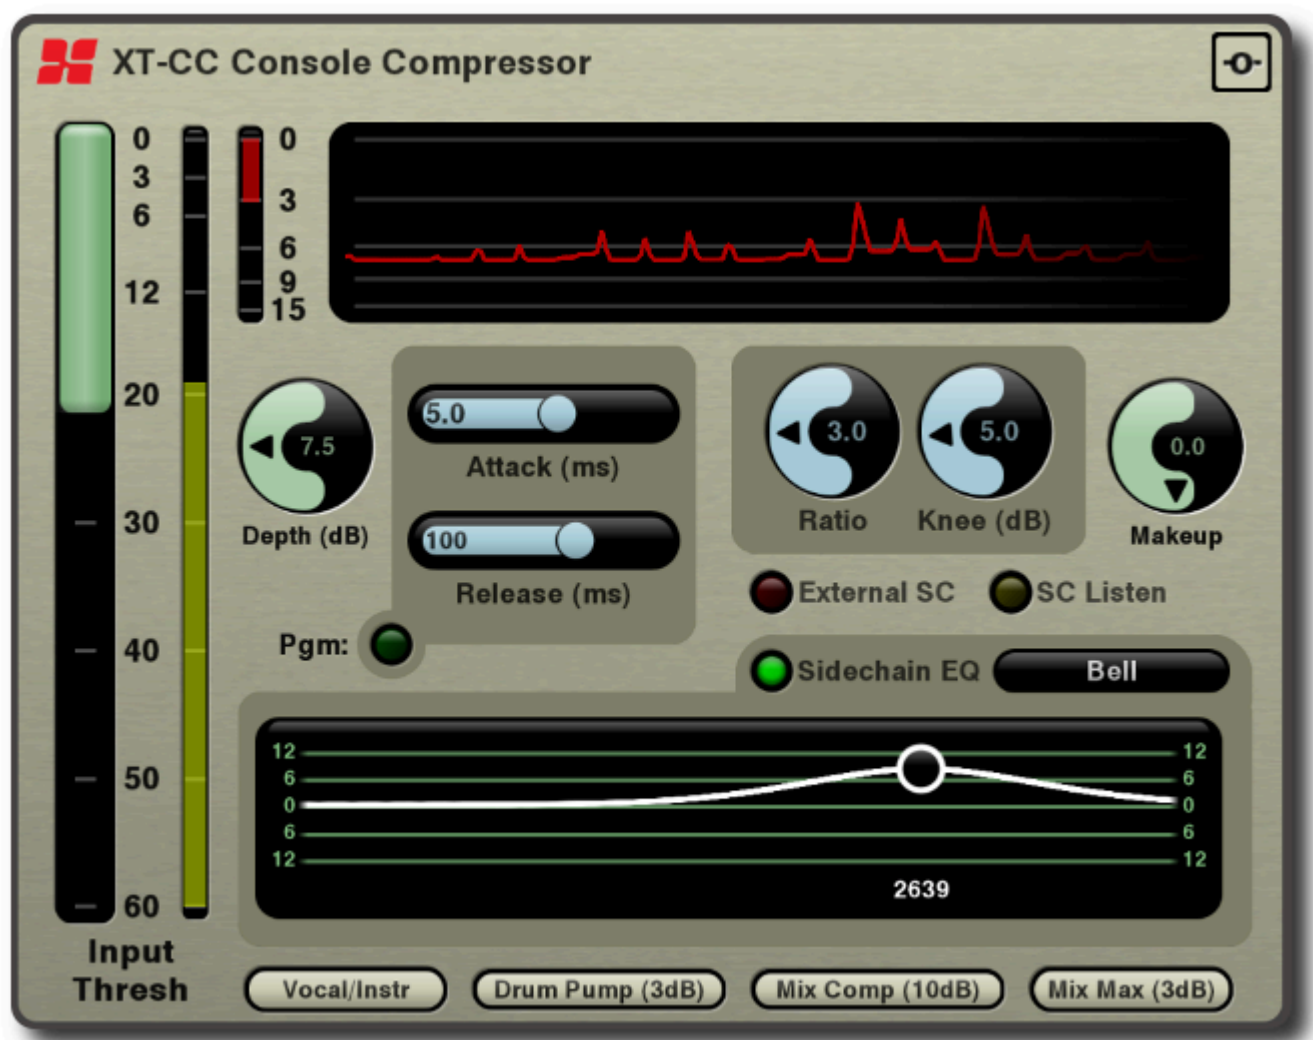 XT-CC Console Compressor
-O-
0
3
6
12
20
30
40
50
60
Input
Thresh
0
3
6
9
15
7.5
Depth (dB)
5.0
Attack (ms)
100
Release (ms)
Pgm:
3.0
Ratio
5.0
Knee (dB)
0.0
Makeup
External SC
SC Listen
Sidechain EQ
Bell
12 12
6 6
0 0
6 6
12 12
2639
Vocal/Instr
Drum Pump (3dB)
Mix Comp (10dB)
Mix Max (3dB)